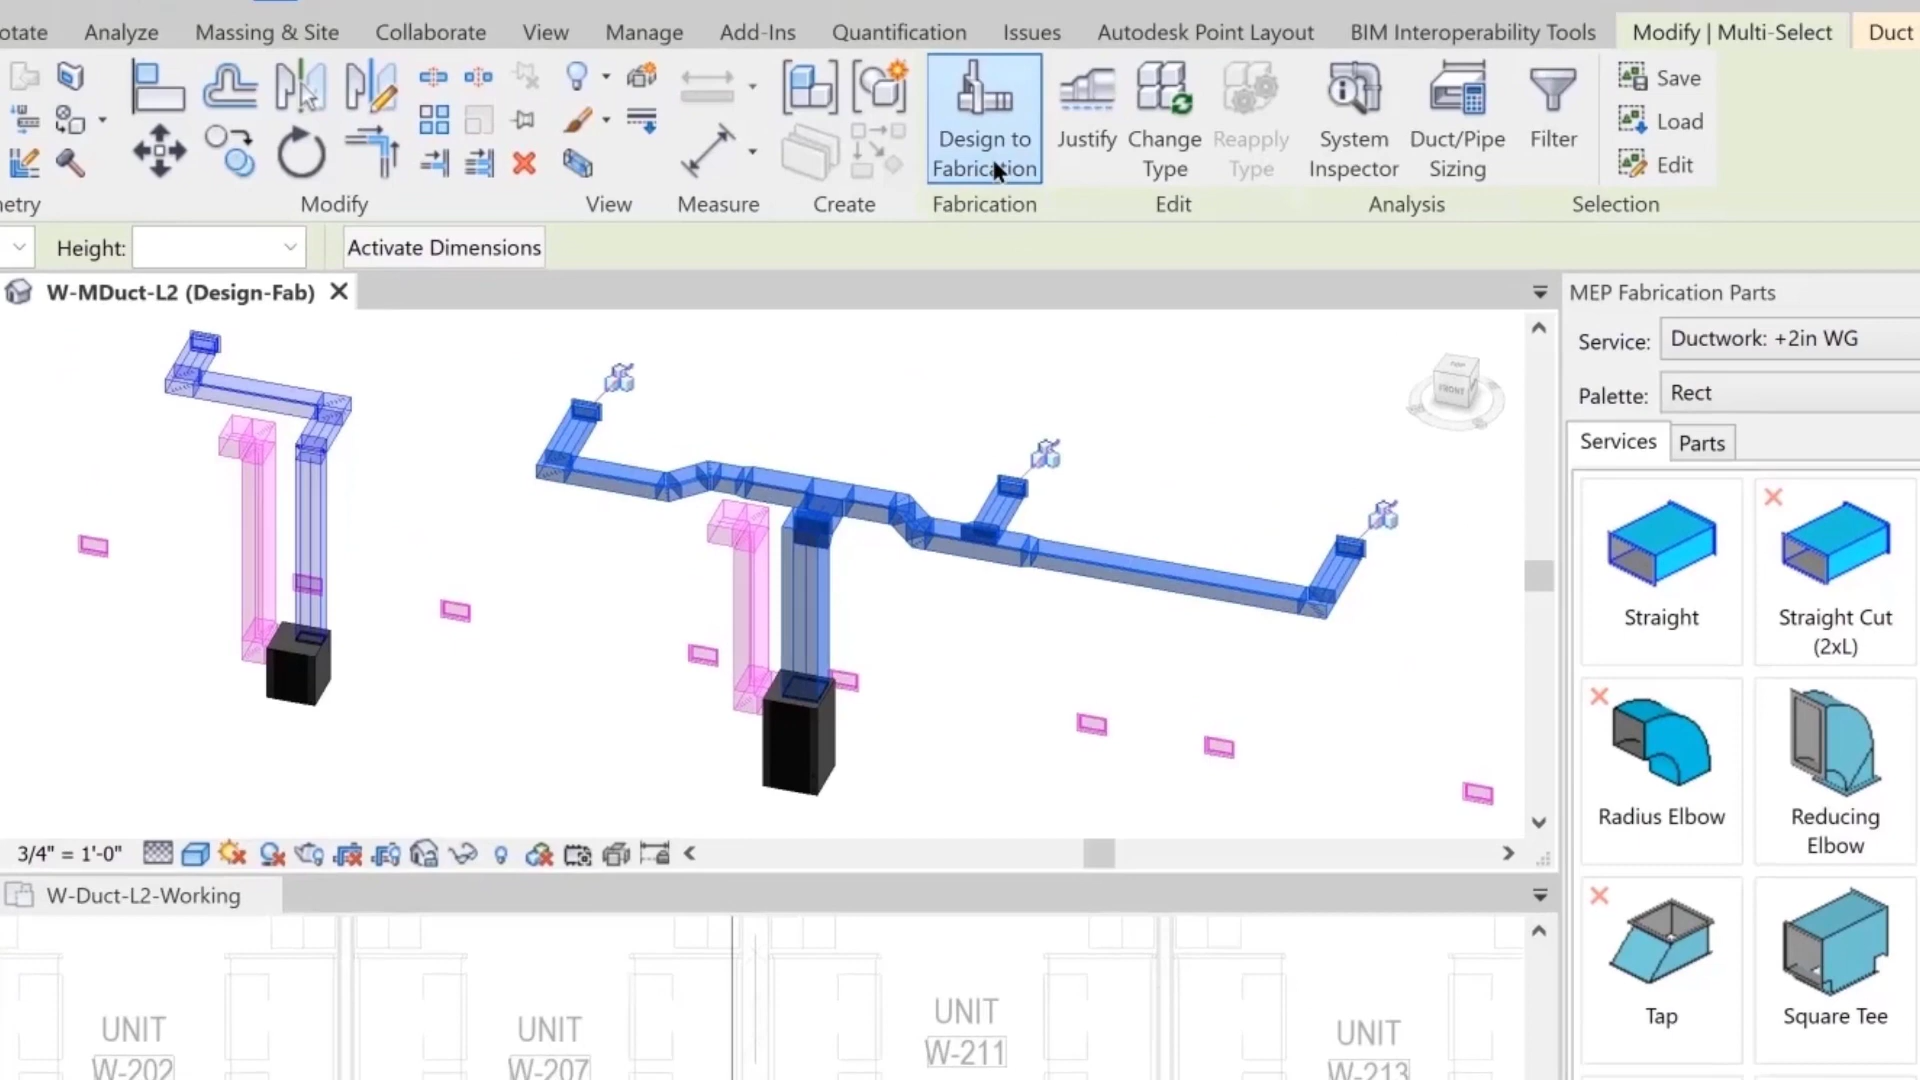 otate Analyze Massing & Site Collaborate View Manage Add-Ins Quantification Issues Autodesk Point Layout BIM Interoperability Tools Modify | Multi-Select Duct
Design to Fabrication
Justify
Change Type
Reapply Type
System Inspector
Duct/Pipe Sizing
Filter
Save
Load
Edit
etry Modify View Measure Create Fabrication Edit Analysis Selection
Height: Activate Dimensions
W-MDuct-L2 (Design-Fab)
TOP
FRONT
MEP Fabrication Parts
Service: Ductwork: +2in WG
Palette: Rect
Services Parts
Straight
Straight Cut (2xL)
Radius Elbow
Reducing Elbow
Tap
Square Tee
3/4" = 1'-0"
W-Duct-L2-Working
UNIT
W-202
UNIT
W-207
UNIT
W-211
UNIT
W-213